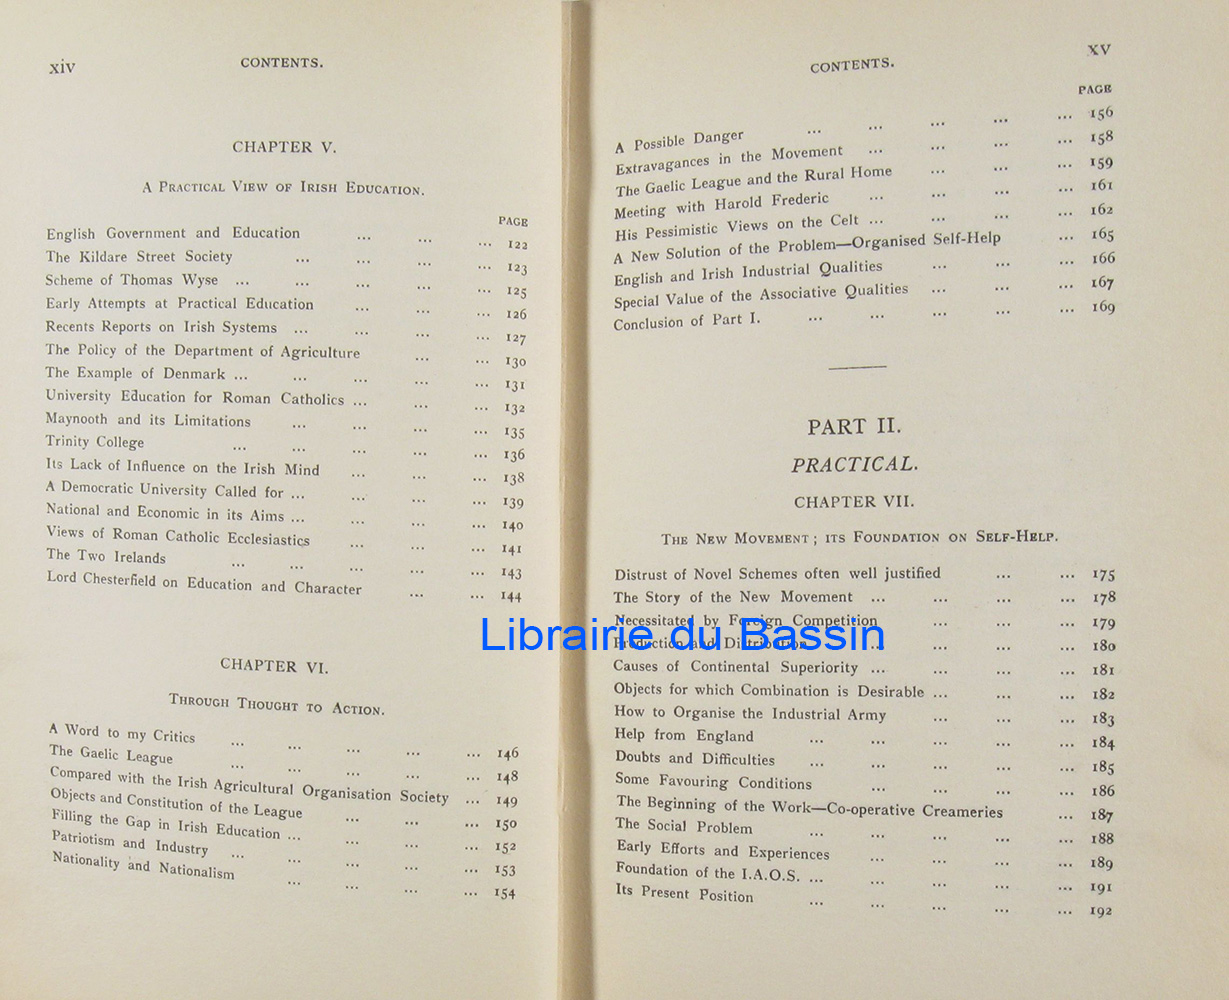 xiv CONTENTS.
CHAPTER V.
A PRACTICAL VIEW OF IRISH EDUCATION.
PAGE
English Government and Education ... ... ... 122
The Kildare Street Society ... ... ... ... 123
Scheme of Thomas Wyse ... ... ... ... ... 125
Early Attempts at Practical Education ... ... ... 126
Recents Reports on Irish Systems ... ... ... ... 127
The Policy of the Department of Agriculture ... ... 130
The Example of Denmark ... ... ... ... ... 131
University Education for Roman Catholics ... ... ... 132
Maynooth and its Limitations ... ... ... ... 135
Trinity College ... ... ... ... ... 136
Its Lack of Influence on the Irish Mind ... ... ... 138
A Democratic University Called for ... ... ... ... 139
National and Economic in its Aims ... ... ... ... 140
Views of Roman Catholic Ecclesiastics ... ... ... 141
The Two Irelands ... ... ... ... ... 143
Lord Chesterfield on Education and Character ... ... 144
CHAPTER VI.
THROUGH THOUGHT TO ACTION.
A Word to my Critics ... ... ... ... ... 146
The Gaelic League ... ... ... ... ... 148
Compared with the Irish Agricultural Organisation Society ... 149
Objects and Constitution of the League ... ... ... 150
Filling the Gap in Irish Education ... ... ... ... 152
Patriotism and Industry ... ... ... ... ... 153
Nationality and Nationalism ... ... ... ... 154
CONTENTS. xv
PAGE
A Possible Danger ... ... ... ... ... 156
Extravagances in the Movement ... ... ... ... 158
The Gaelic League and the Rural Home ... ... ... 159
Meeting with Harold Frederic ... ... ... ... 161
His Pessimistic Views on the Celt ... ... ... ... 162
A New Solution of the Problem—Organised Self-Help ... 165
English and Irish Industrial Qualities ... ... ... 166
Special Value of the Associative Qualities ... ... ... 167
Conclusion of Part I. ... ... ... ... ... 169
PART II.
PRACTICAL.
CHAPTER VII.
THE NEW MOVEMENT ; ITS FOUNDATION ON SELF-HELP.
Distrust of Novel Schemes often well justified ... ... 175
The Story of the New Movement ... ... ... ... 178
Necessitated by Foreign Competition ... ... ... 179
Production and Distribution ... ... ... ... 180
Librairie du Bassin
Causes of Continental Superiority ... ... ... ... 181
Objects for which Combination is Desirable ... ... ... 182
How to Organise the Industrial Army ... ... ... 183
Help from England ... ... ... ... ... 184
Doubts and Difficulties ... ... ... ... ... 185
Some Favouring Conditions ... ... ... ... 186
The Beginning of the Work—Co-operative Creameries ... 187
The Social Problem ... ... ... ... ... 188
Early Efforts and Experiences ... ... ... ... 189
Foundation of the I.A.O.S. ... ... ... ... ... 191
Its Present Position ... ... ... ... ... 192